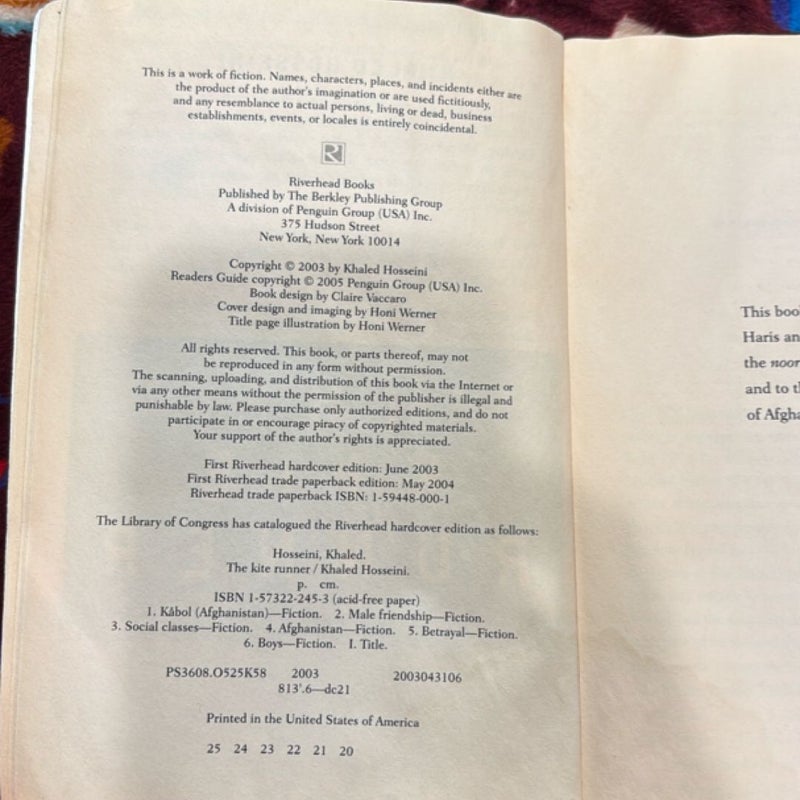 This is a work of fiction. Names, characters, places, and incidents either are
the product of the author's imagination or are used fictitiously,
and any resemblance to actual persons, living or dead, business
establishments, events, or locales is entirely coincidental.
R
Riverhead Books
Published by The Berkley Publishing Group
A division of Penguin Group (USA) Inc.
375 Hudson Street
New York, New York 10014
Copyright © 2003 by Khaled Hosseini
Readers Guide copyright © 2005 Penguin Group (USA) Inc.
Book design by Claire Vaccaro
Cover design and imaging by Honi Werner
Title page illustration by Honi Werner
All rights reserved. This book, or parts thereof, may not
be reproduced in any form without permission.
The scanning, uploading, and distribution of this book via the Internet or
via any other means without the permission of the publisher is illegal and
punishable by law. Please purchase only authorized editions, and do not
participate in or encourage piracy of copyrighted materials.
Your support of the author's rights is appreciated.
First Riverhead hardcover edition: June 2003
First Riverhead trade paperback edition: May 2004
Riverhead trade paperback ISBN: 1-59448-000-1
The Library of Congress has catalogued the Riverhead hardcover edition as follows:
Hosseini, Khaled.
The kite runner / Khaled Hosseini.
p. cm.
ISBN 1-57322-245-3 (acid-free paper)
1. Kābol (Afghanistan)—Fiction. 2. Male friendship—Fiction.
3. Social classes—Fiction. 4. Afghanistan—Fiction. 5. Betrayal—Fiction.
6. Boys—Fiction. I. Title.
PS3608.O525K58 2003 2003043106
813'.6—dc21
Printed in the United States of America
25 24 23 22 21 20
This boo
Haris an
the noor
and to t
of Afgha